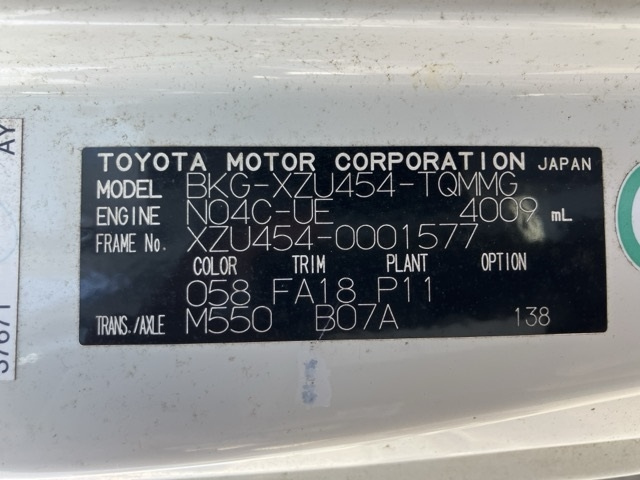 TOYOTA MOTOR CORPORATION JAPAN
MODEL BKG-XZU454-TQMMG
ENGINE N04C-UE 4009 mL
FRAME No. XZU454-0001577
COLOR TRIM PLANT OPTION
058 FA18 P11
TRANS./AXLE M550 B07A 138
AY